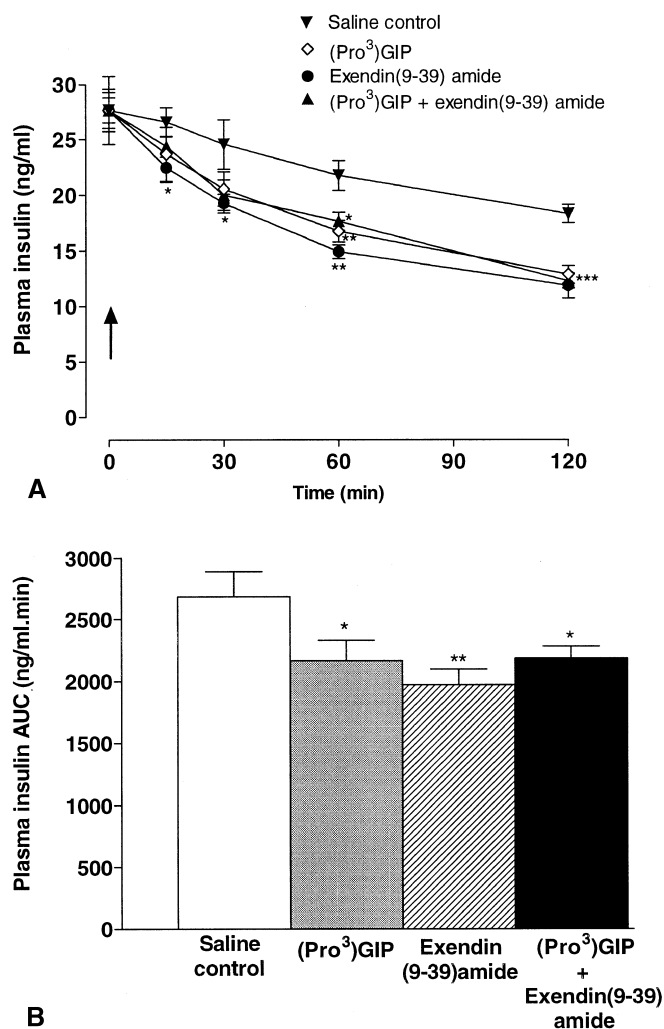 Saline control
(Pro³)GIP
Exendin(9-39) amide
(Pro³)GIP + exendin(9-39) amide
Plasma insulin (ng/ml)
30
25
20
15
10
5
0
*
*
*
**
**
***
0
30
60
90
120
Time (min)
A
Plasma insulin AUC (ng/ml.min)
3000
2500
2000
1500
1000
500
0
*
**
*
Saline
control
(Pro³)GIP
Exendin
(9-39)amide
(Pro³)GIP
+
Exendin(9-39)
amide
B